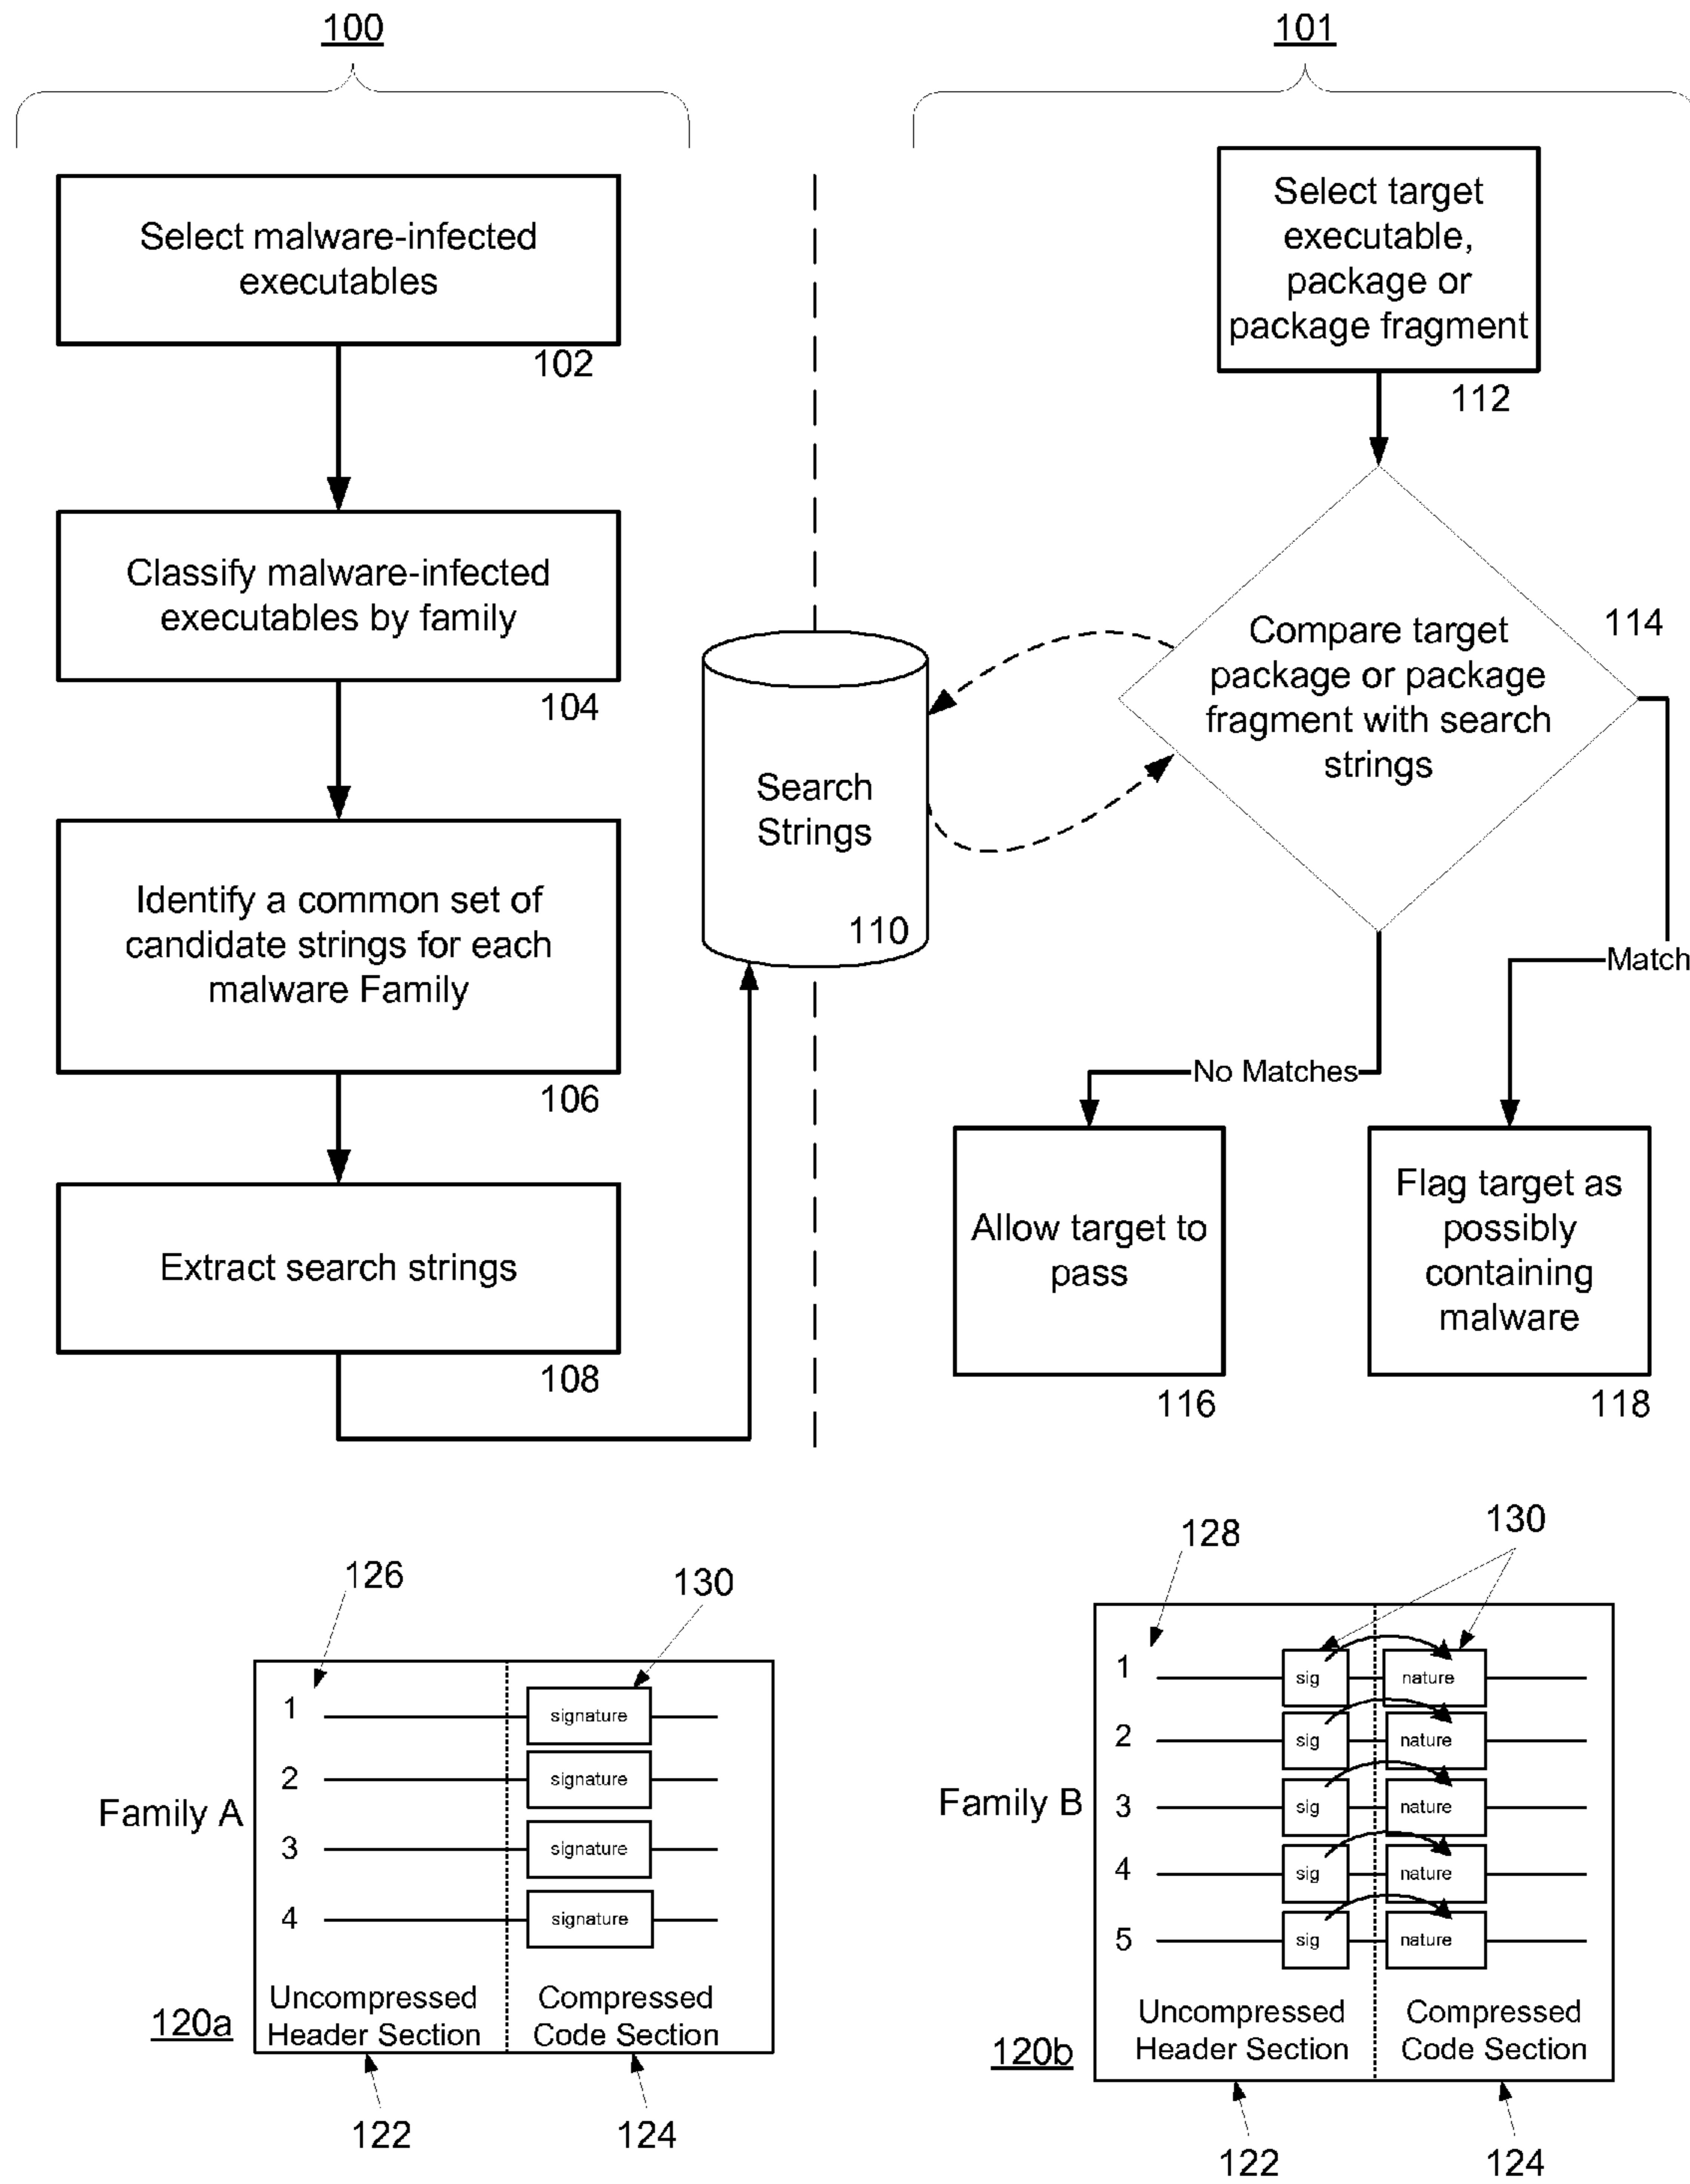 100
101
Select malware-infected
executables
102
Classify malware-infected
executables by family
104
Identify a common set of
candidate strings for each
malware Family
106
Extract search strings
108
Search
Strings
110
Select target
executable,
package or
package fragment
112
Compare target
package or package
fragment with search
strings
114
Match
No Matches
Allow target to
pass
116
Flag target as
possibly
containing
malware
118
126
130
Family A
1
signature
2
signature
3
signature
4
signature
Uncompressed
Header Section
Compressed
Code Section
120a
122
124
128
130
Family B
1
sig
nature
2
sig
nature
3
sig
nature
4
sig
nature
5
sig
nature
Uncompressed
Header Section
Compressed
Code Section
120b
122
124